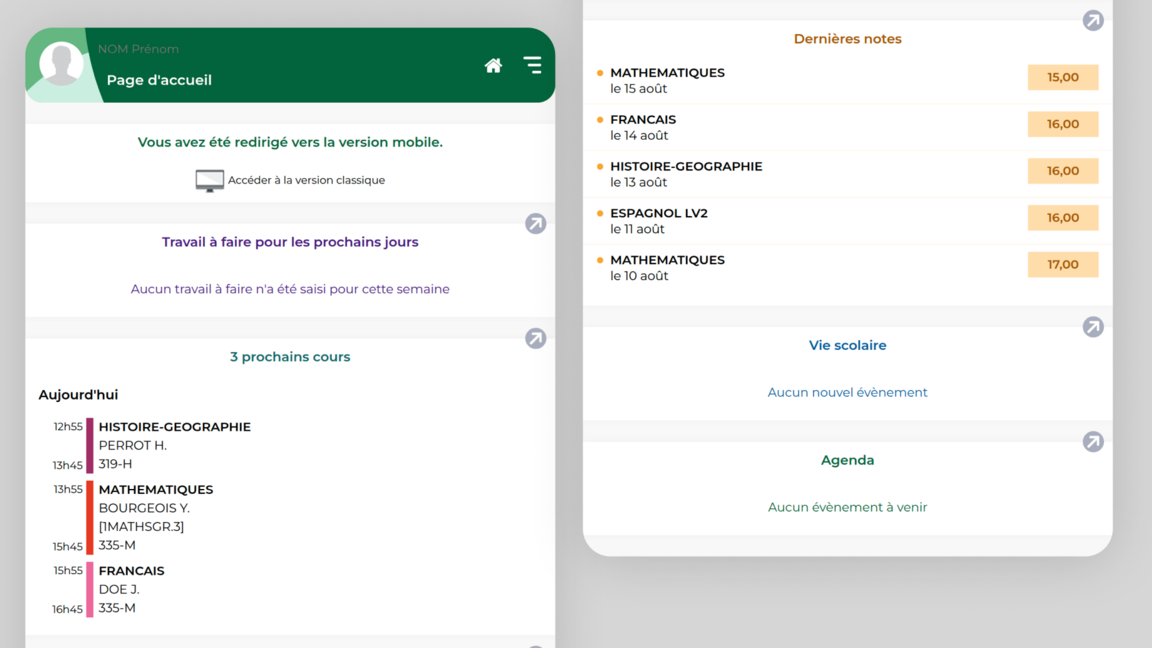 NOM Prénom
Page d'accueil
Vous avez été redirigé vers la version mobile.
Accéder à la version classique
Travail à faire pour les prochains jours
Aucun travail à faire n'a été saisi pour cette semaine
3 prochains cours
Aujourd'hui
12h55 HISTOIRE-GEOGRAPHIE
PERROT H.
13h45 319-H
13h55 MATHEMATIQUES
BOURGEOIS Y.
[1MATHSGR.3]
15h45 335-M
15h55 FRANCAIS
DOE J.
16h45 335-M
Dernières notes
MATHEMATIQUES 15,00
le 15 août
FRANCAIS 16,00
le 14 août
HISTOIRE-GEOGRAPHIE 16,00
le 13 août
ESPAGNOL LV2 16,00
le 11 août
MATHEMATIQUES 17,00
le 10 août
Vie scolaire
Aucun nouvel évènement
Agenda
Aucun évènement à venir